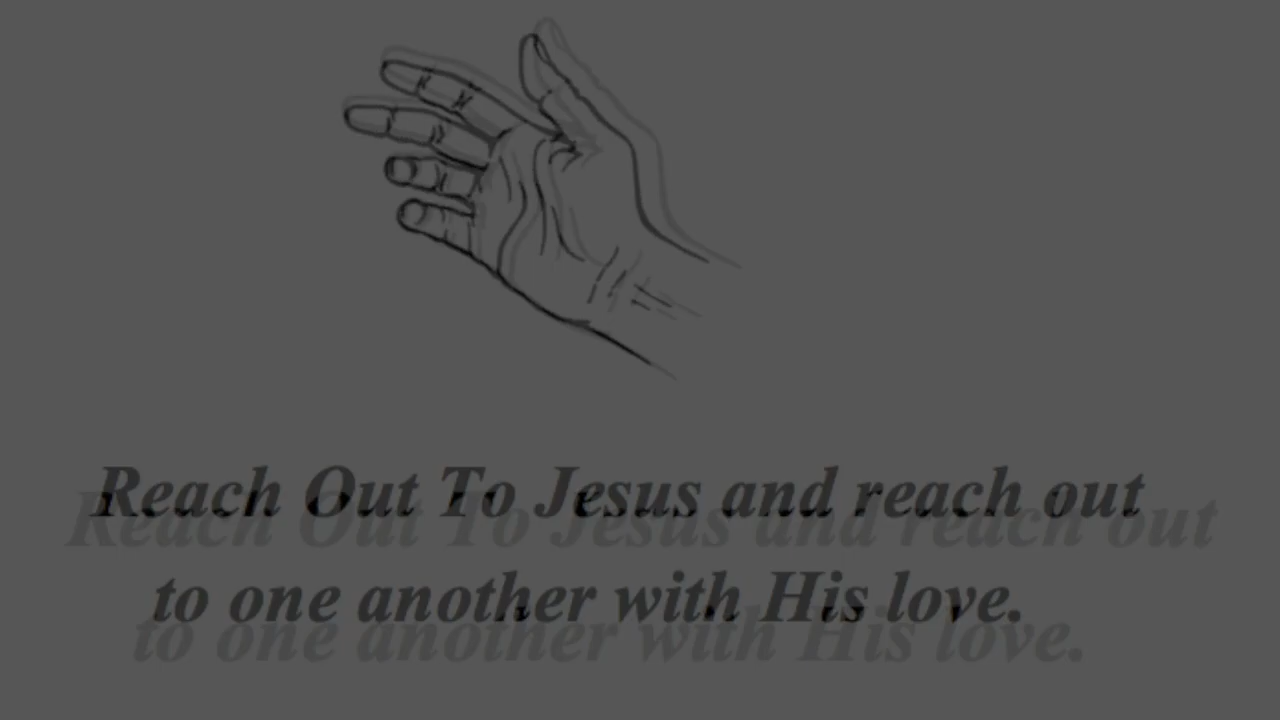 Reach Out To Jesus and reach out
to one another with His love.